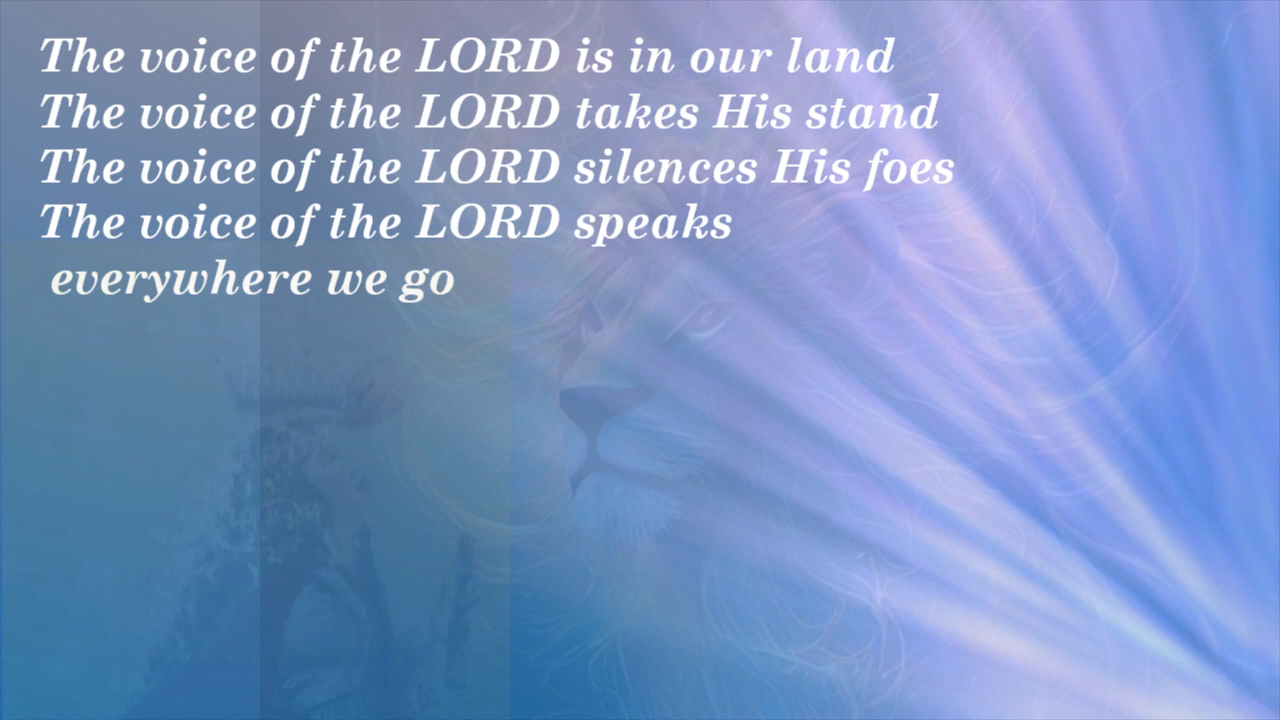 The voice of the LORD is in our land
The voice of the LORD takes His stand
The voice of the LORD silences His foes
The voice of the LORD speaks
everywhere we go